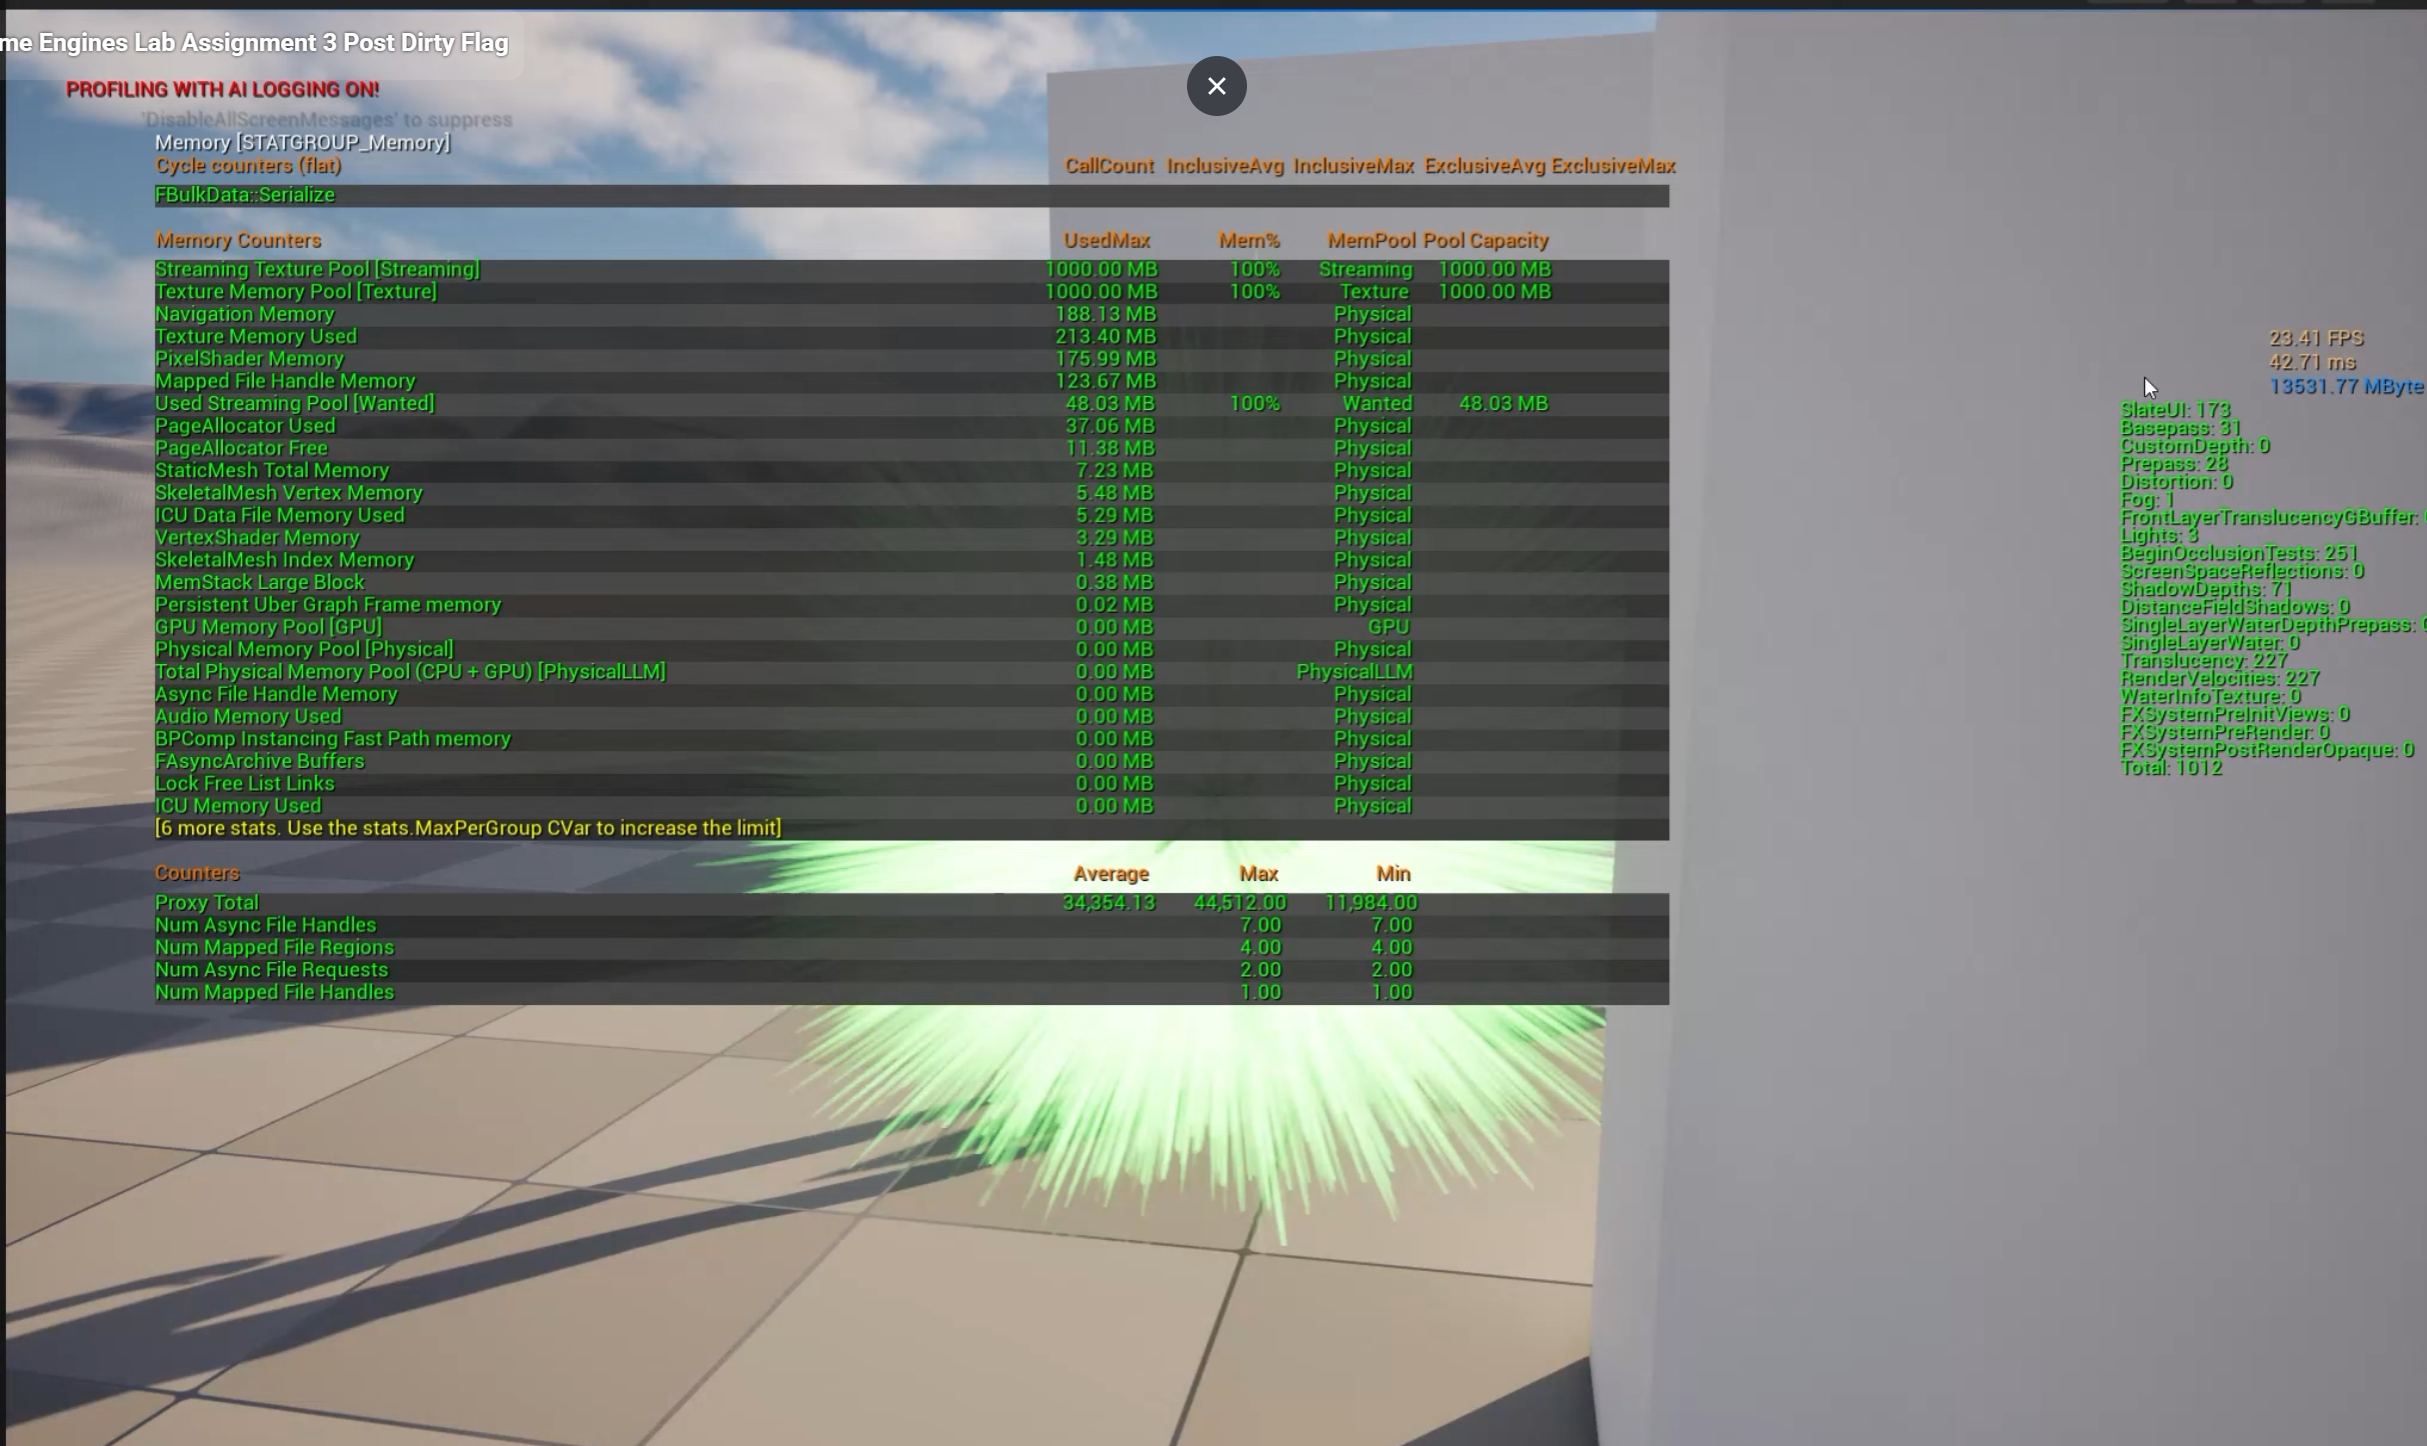 me Engines Lab Assignment 3 Post Dirty Flag
PROFILING WITH AI LOGGING ON!
'DisableAllScreenMessages' to suppress
Memory [STATGROUP_Memory]
Cycle counters (flat) CallCount InclusiveAvg InclusiveMax ExclusiveAvg ExclusiveMax
FBulkData::Serialize
Memory Counters UsedMax Mem% MemPool Pool Capacity
Streaming Texture Pool [Streaming] 1000.00 MB 100% Streaming 1000.00 MB
Texture Memory Pool [Texture] 1000.00 MB 100% Texture 1000.00 MB
Navigation Memory 188.13 MB Physical
Texture Memory Used 213.40 MB Physical
PixelShader Memory 175.99 MB Physical
Mapped File Handle Memory 123.67 MB Physical
Used Streaming Pool [Wanted] 48.03 MB 100% Wanted 48.03 MB
PageAllocator Used 37.06 MB Physical
PageAllocator Free 11.38 MB Physical
StaticMesh Total Memory 7.23 MB Physical
SkeletalMesh Vertex Memory 5.48 MB Physical
ICU Data File Memory Used 5.29 MB Physical
VertexShader Memory 3.29 MB Physical
SkeletalMesh Index Memory 1.48 MB Physical
MemStack Large Block 0.38 MB Physical
Persistent Uber Graph Frame memory 0.02 MB Physical
GPU Memory Pool [GPU] 0.00 MB GPU
Physical Memory Pool [Physical] 0.00 MB Physical
Total Physical Memory Pool (CPU + GPU) [PhysicalLLM] 0.00 MB PhysicalLLM
Async File Handle Memory 0.00 MB Physical
Audio Memory Used 0.00 MB Physical
BPComp Instancing Fast Path memory 0.00 MB Physical
FAsyncArchive Buffers 0.00 MB Physical
Lock Free List Links 0.00 MB Physical
ICU Memory Used 0.00 MB Physical
[6 more stats. Use the stats.MaxPerGroup CVar to increase the limit]
Counters Average Max Min
Proxy Total 34,354.13 44,512.00 11,984.00
Num Async File Handles 7.00 7.00
Num Mapped File Regions 4.00 4.00
Num Async File Requests 2.00 2.00
Num Mapped File Handles 1.00 1.00
23.41 FPS
42.71 ms
13531.77 MByte
SlateUI: 173
Basepass: 31
CustomDepth: 0
Prepass: 28
Distortion: 0
Fog: 1
FrontLayerTranslucencyGBuffer:
Lights: 3
BeginOcclusionTests: 251
ScreenSpaceReflections: 0
ShadowDepths: 71
DistanceFieldShadows: 0
SingleLayerWaterDepthPrepass:
SingleLayerWater: 0
Translucency: 227
RenderVelocities: 227
WaterInfoTexture: 0
FXSystemPreInitViews: 0
FXSystemPreRender: 0
FXSystemPostRenderOpaque: 0
Total: 1012